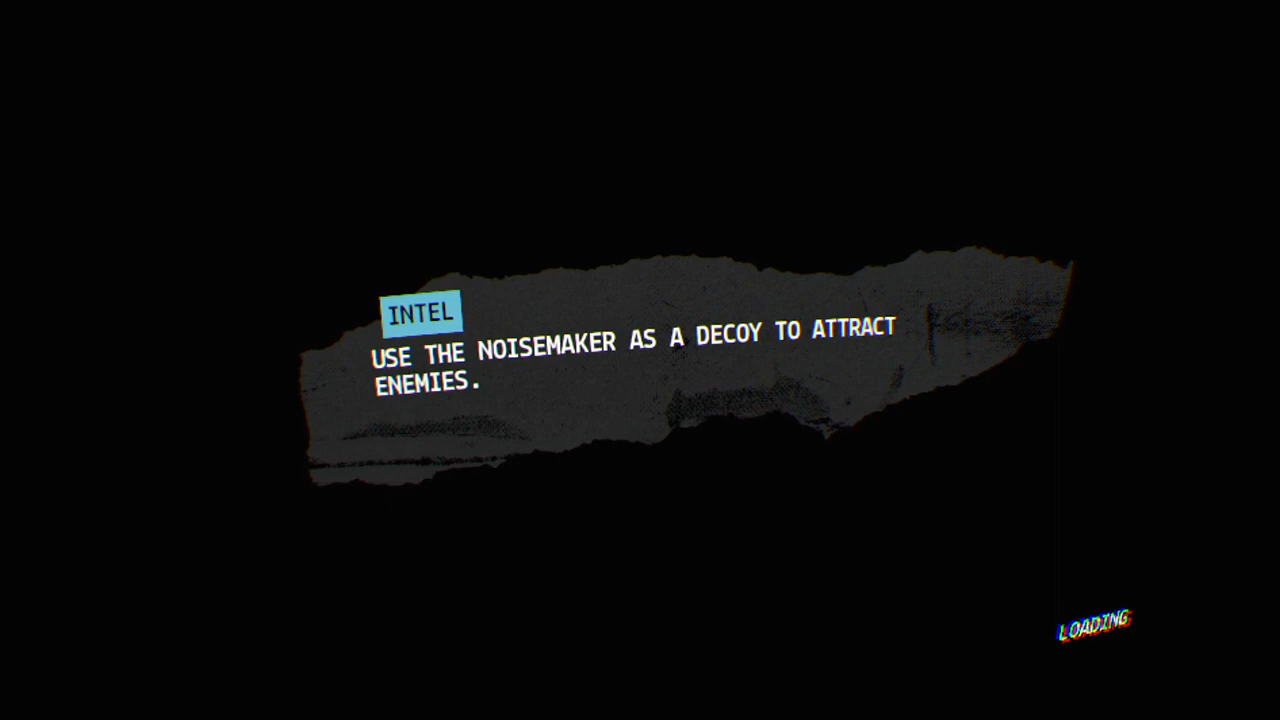 INTEL
USE THE NOISEMAKER AS A DECOY TO ATTRACT
ENEMIES.
LOADING